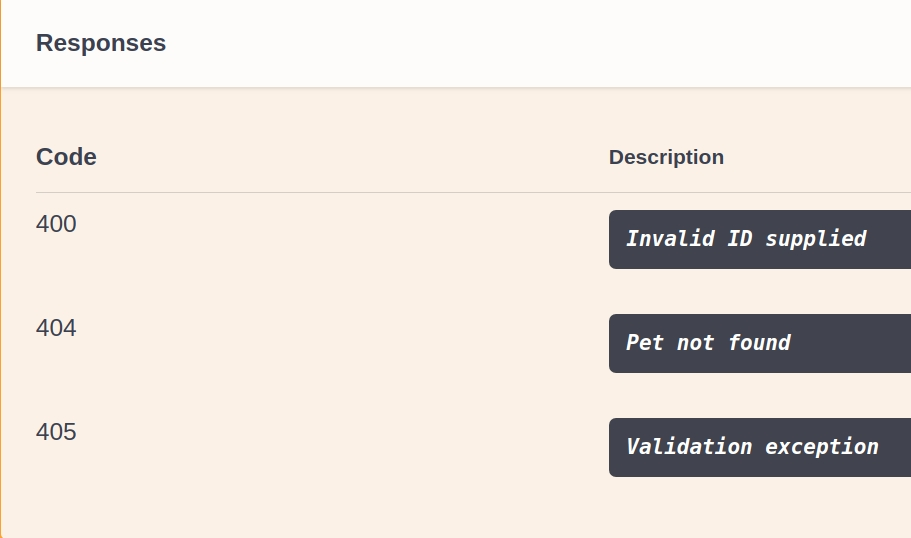 Responses
Code Description
400 Invalid ID supplied
404 Pet not found
405 Validation exception